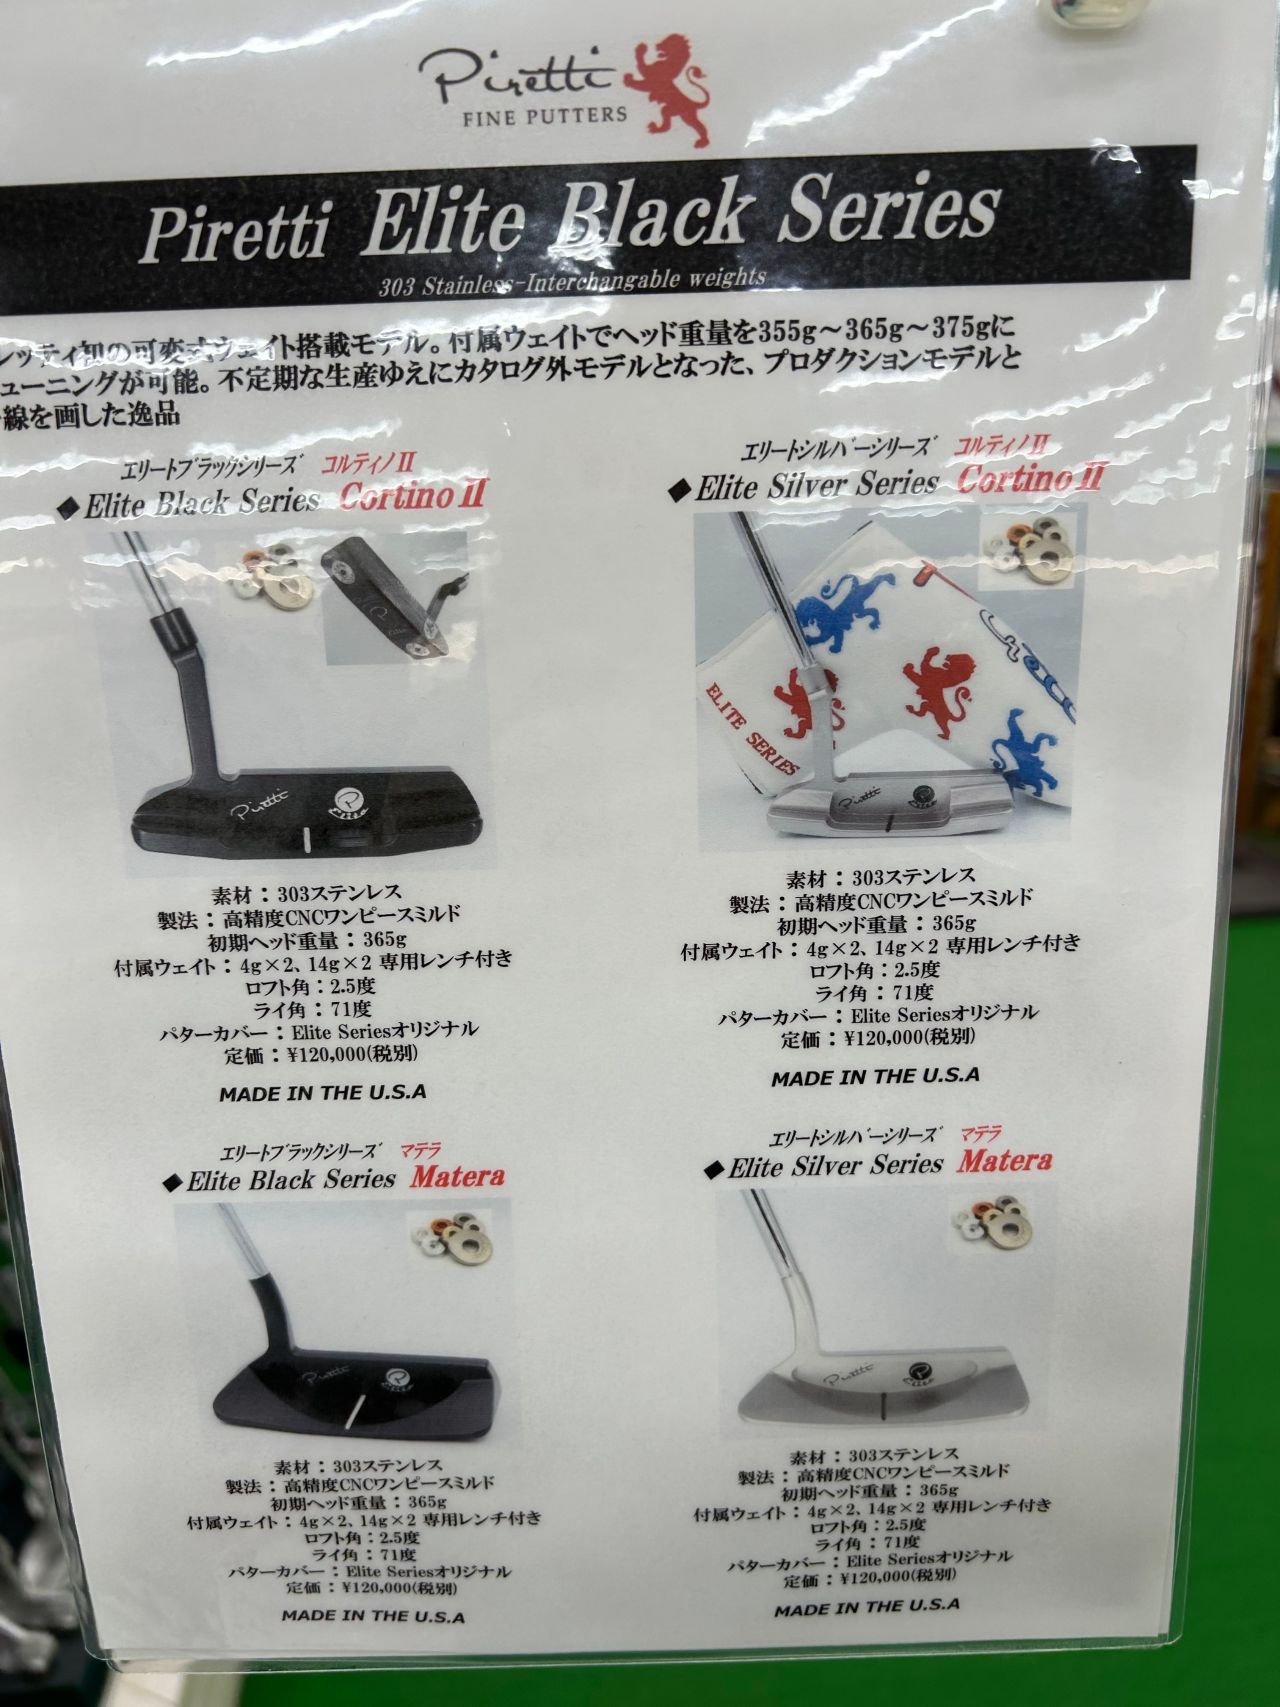 Piretti
FINE PUTTERS
Piretti Elite Black Series
303 Stainless-Interchangable weights
レッティ初の可変式ウェイト搭載モデル。付属ウェイトでヘッド重量を355g～365g～375gに
ューニングが可能。不定期な生産ゆえにカタログ外モデルとなった、プロダクションモデルと
線を画した逸品
エリートブラックシリーズ コルティノII
◆Elite Black Series Cortino II
Piretti
P
Elite
素材：303ステンレス
製法：高精度CNCワンピースミルド
初期ヘッド重量：365g
付属ウェイト：4g×2、14g×2 専用レンチ付き
ロフト角：2.5度
ライ角：71度
パターカバー：Elite Seriesオリジナル
定価：¥120,000(税別)
MADE IN THE U.S.A
エリートシルバーシリーズ コルティノII
◆Elite Silver Series Cortino II
ELITE SERIES
Piretti
P
Elite
素材：303ステンレス
製法：高精度CNCワンピースミルド
初期ヘッド重量：365g
付属ウェイト：4g×2、14g×2 専用レンチ付き
ロフト角：2.5度
ライ角：71度
パターカバー：Elite Seriesオリジナル
定価：¥120,000(税別)
MADE IN THE U.S.A
エリートブラックシリーズ マテラ
◆Elite Black Series Matera
Piretti
P
Elite
素材：303ステンレス
製法：高精度CNCワンピースミルド
初期ヘッド重量：365g
付属ウェイト：4g×2、14g×2 専用レンチ付き
ロフト角：2.5度
ライ角：71度
パターカバー：Elite Seriesオリジナル
定価：¥120,000(税別)
MADE IN THE U.S.A
エリートシルバーシリーズ マテラ
◆Elite Silver Series Matera
Piretti
P
Elite
素材：303ステンレス
製法：高精度CNCワンピースミルド
初期ヘッド重量：365g
付属ウェイト：4g×2、14g×2 専用レンチ付き
ロフト角：2.5度
ライ角：71度
パターカバー：Elite Seriesオリジナル
定価：¥120,000(税別)
MADE IN THE U.S.A